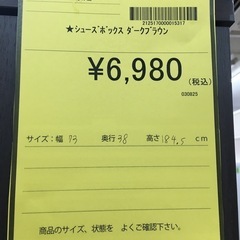 2125170000015317
★シューズボックス ダークブラウン
¥6,980
(税込)
030825
サイズ:幅 73 奥行 38 高さ 184.5 cm
商品のサイズ、状態を よくご確認下さい。